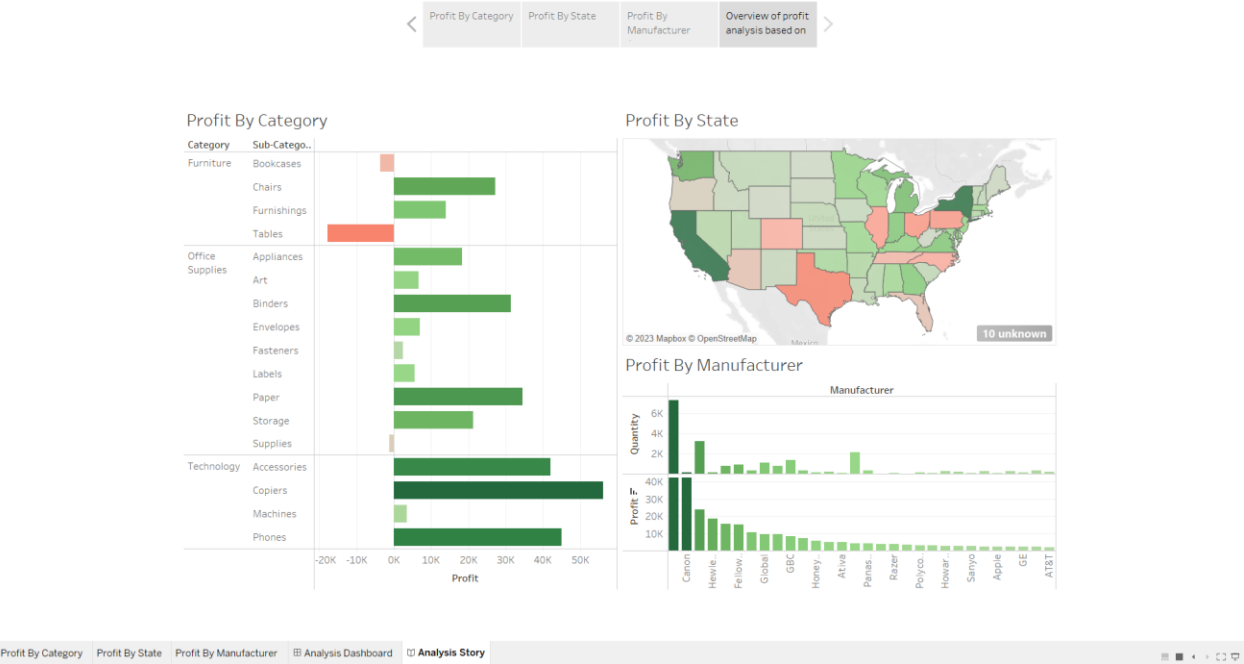 Profit By Category
Profit By State
Profit By
Manufacturer
Overview of profit
analysis based on
Profit By Category
Category Sub-Catego..
Furniture Bookcases
Chairs
Furnishings
Tables
Office
Supplies
Appliances
Art
Binders
Envelopes
Fasteners
Labels
Paper
Storage
Supplies
Technology Accessories
Copiers
Machines
Phones
-20K -10K 0K 10K 20K 30K 40K 50K
Profit
Profit By State
United
© 2023 Mapbox © OpenStreetMap
Mexico
10 unknown
Profit By Manufacturer
Manufacturer
Quantity
6K
4K
2K
Profit
40K
30K
20K
10K
Canon
Hewle..
Fellow..
Global
GBC
Honey..
Ativa
Panas..
Razer
Polyco..
Howar..
Sanyo
Apple
GE
AT&T
Profit By Category Profit By State Profit By Manufacturer Analysis Dashboard Analysis Story